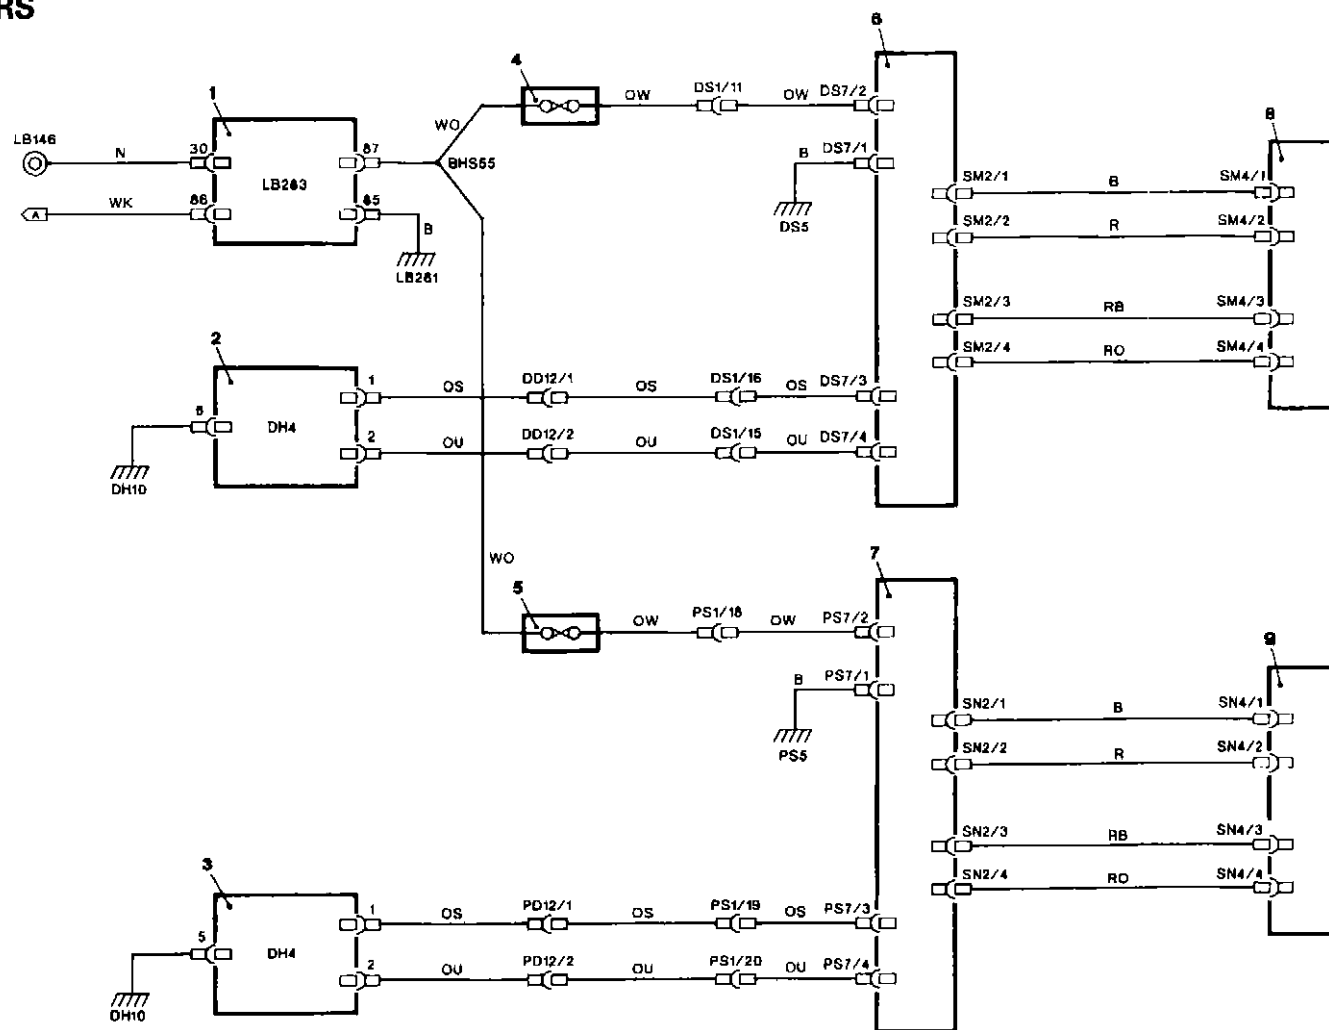 RS
6
4
DS1/11
DS7/2
OW
OW
1
WO
8
LB146
N
30
87
BHS55
B
DS7/1
LB283
SM2/1
B
SM4/1
A
WK
86
85
B
DS5
SM2/2
R
SM4/2
LB281
SM2/3
RB
SM4/3
2
SM2/4
RO
SM4/4
1
OS
DD12/1
OS
DS1/16
OS
DS7/3
6
DH4
2
OU
DD12/2
OU
DS1/15
OU
DS7/4
DH10
WO
7
5
OW
PS1/18
OW
PS7/2
9
B
PS7/1
SN2/1
B
SN4/1
PS5
SN2/2
R
SN4/2
SN2/3
RB
SN4/3
3
SN2/4
RO
SN4/4
1
OS
PD12/1
OS
PS1/19
OS
PS7/3
5
DH4
2
OU
PD12/2
OU
PS1/20
OU
PS7/4
DH10